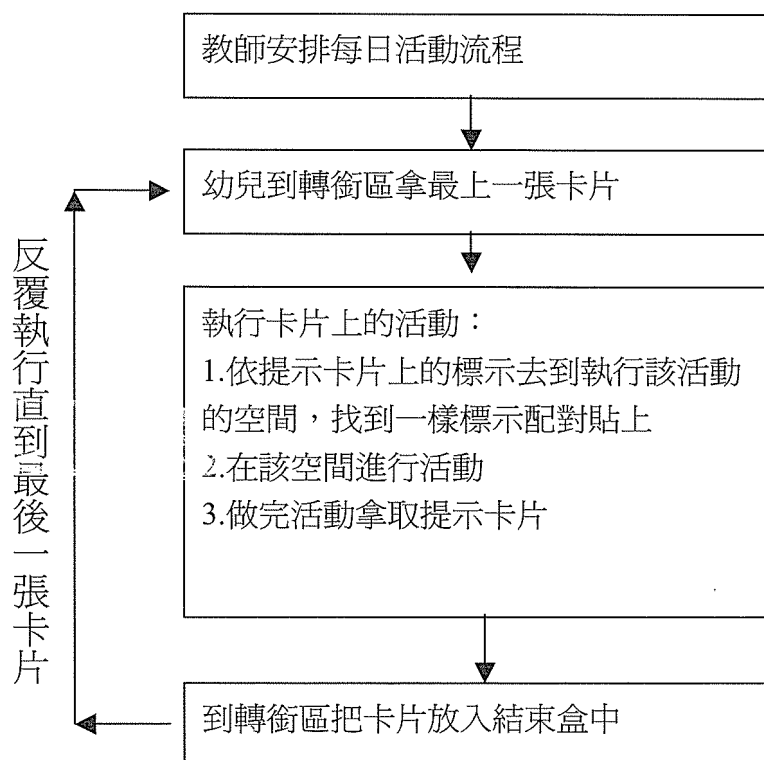 教師安排每日活動流程
幼兒到轉銜區拿最上一張卡片
執行卡片上的活動：
1.依提示卡片上的標示去到執行該活動
的空間，找到一樣標示配對貼上
2.在該空間進行活動
3.做完活動拿取提示卡片
到轉銜區把卡片放入結束盒中
反覆執行直到最後一張卡片